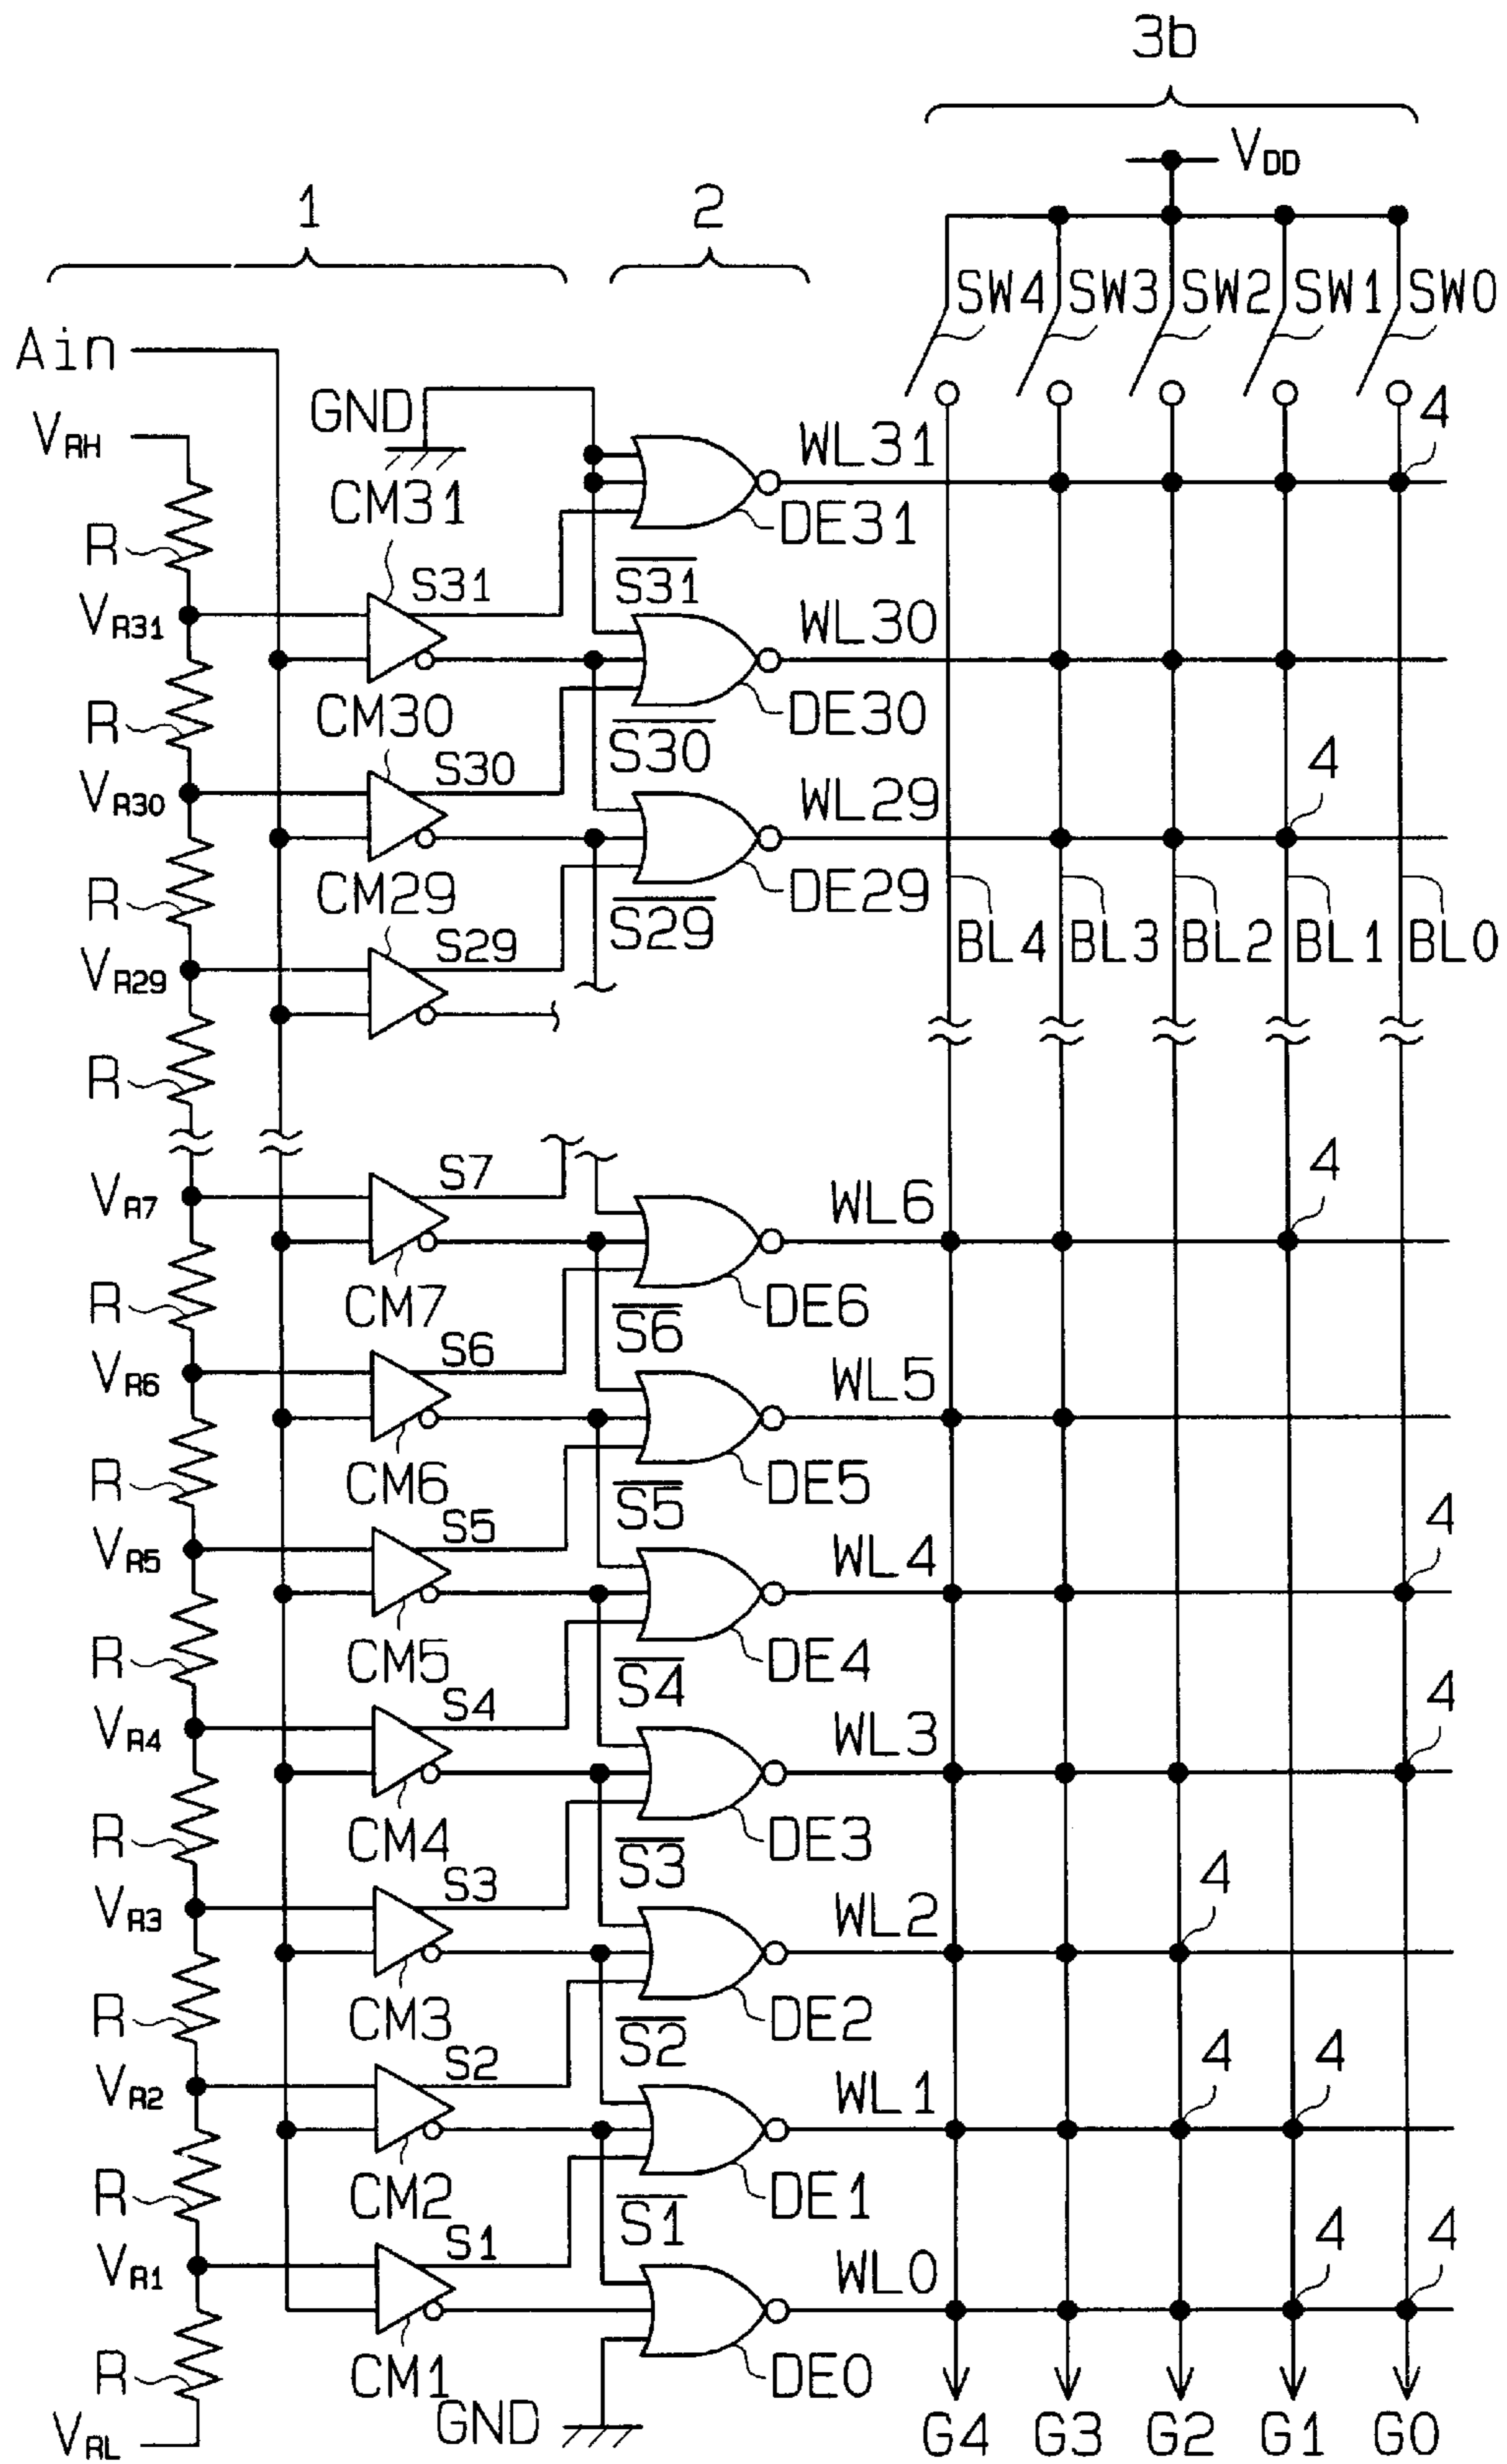 3b
VDD
1
2
SW4 SW3 SW2 SW1 SW0
Ain
GND
VRH
WL31
4
CM31
DE31
R
S31
S31
VR31
WL30
CM30
DE30
R
S30
S30
4
VR30
WL29
CM29
DE29
R
S29
S29
BL4 BL3 BL2 BL1 BL0
VR29
R
S7
4
VR7
WL6
CM7
DE6
R
S6
S6
VR6
WL5
CM6
DE5
R
S5
S5
4
VR5
WL4
CM5
DE4
R
S4
S4
4
VR4
WL3
CM4
DE3
R
S3
S3
4
VR3
WL2
CM3
DE2
R
S2
S2
4 4
VR2
WL1
CM2
DE1
R
S1
S1
4 4
VR1
WL0
CM1
DE0
R
GND
VRL
G4 G3 G2 G1 G0